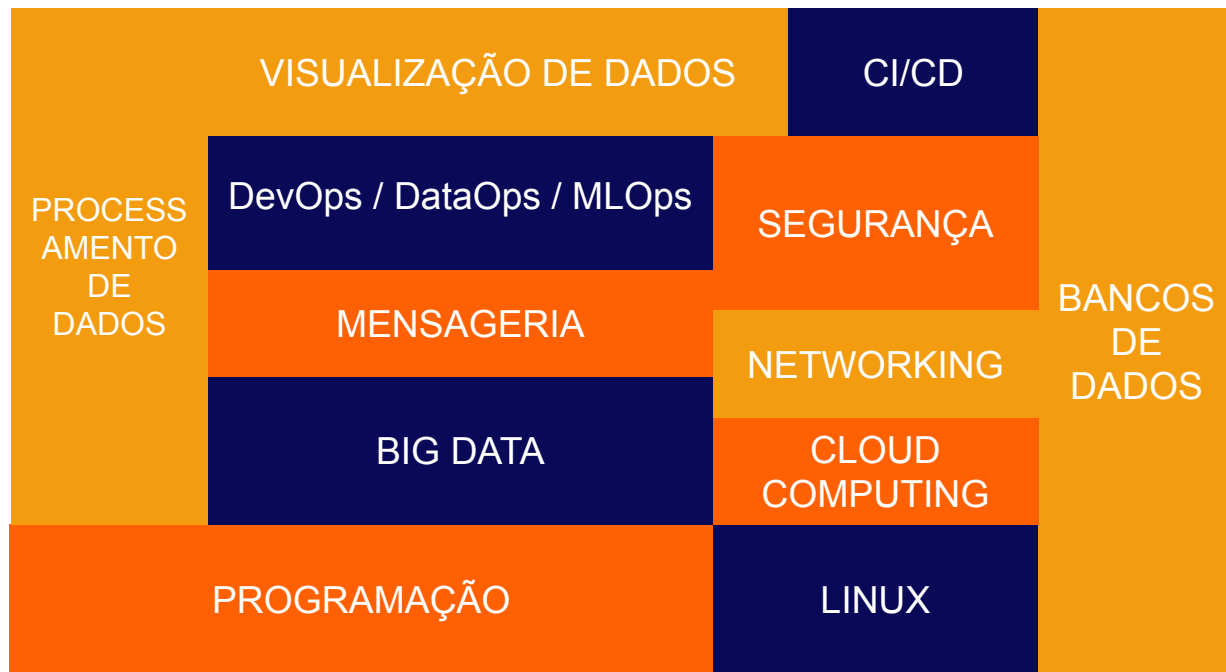 VISUALIZAÇÃO DE DADOS
CI/CD
PROCESS
AMENTO
DE
DADOS
DevOps / DataOps / MLOps
SEGURANÇA
BANCOS
DE
DADOS
MENSAGERIA
NETWORKING
BIG DATA
CLOUD
COMPUTING
PROGRAMAÇÃO
LINUX